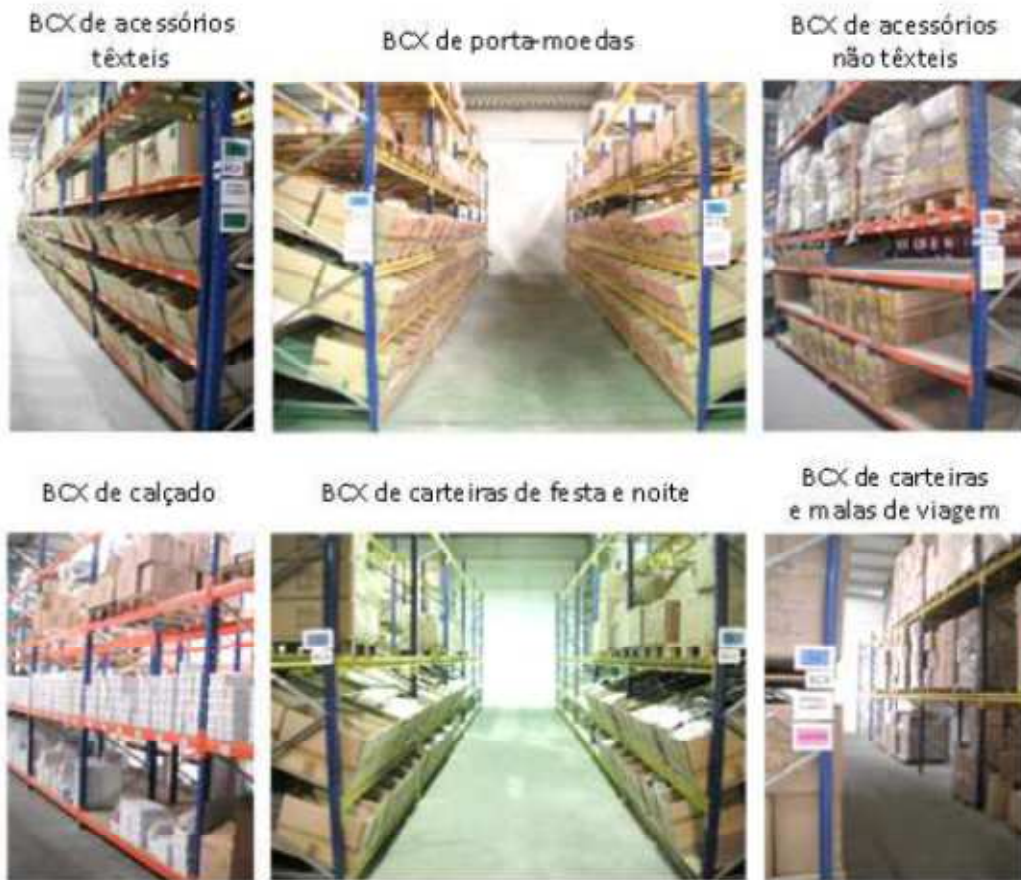 BCX de acessórios
têxteis
BCX de porta-moedas
BCX de acessórios
não têxteis
BCX de calçado
BCX de carteiras de festa e noite
BCX de carteiras
e malas de viagem